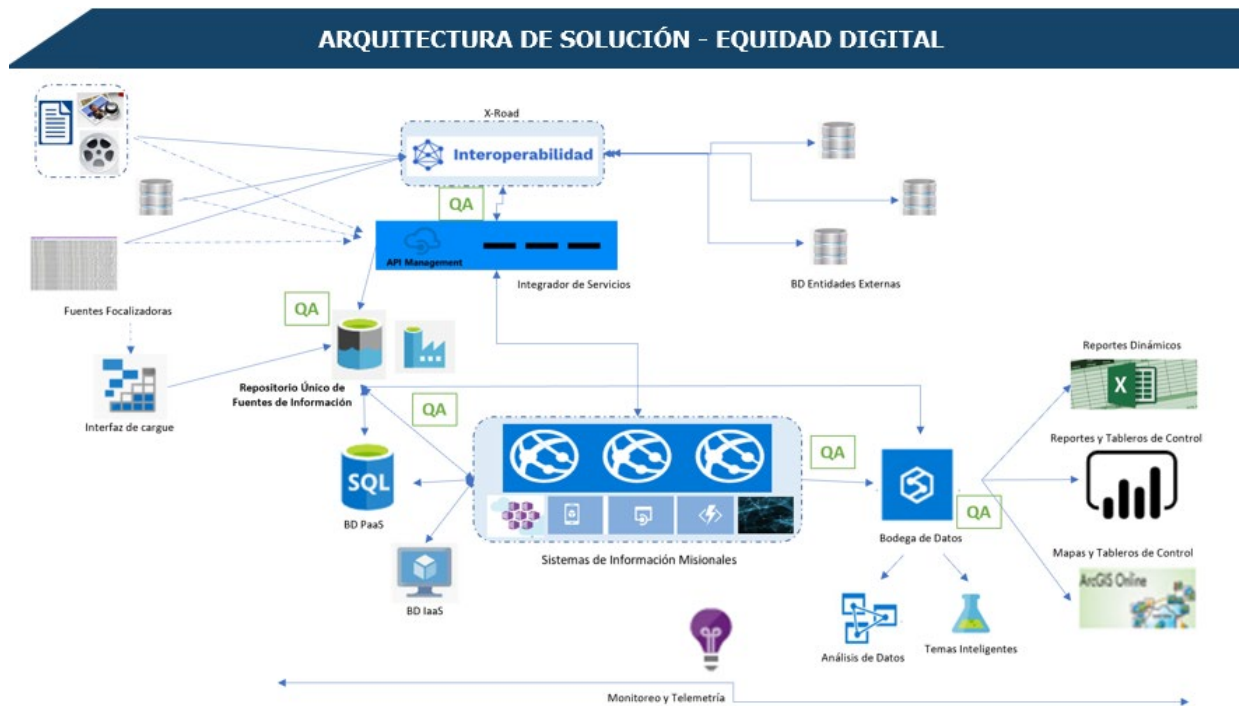 ARQUITECTURA DE SOLUCIÓN - EQUIDAD DIGITAL
X-Road
Interoperabilidad
QA
API Management
Integrador de Servicios
BD Entidades Externas
Fuentes Focalizadoras
QA
Interfaz de cargue
Repositorio Único de
Fuentes de Información
QA
Reportes Dinámicos
X
Reportes y Tableros de Control
QA
SQL
BD PaaS
Sistemas de Información Misionales
Bodega de Datos
QA
Mapas y Tableros de Control
ArcGIS Online
BD IaaS
Análisis de Datos
Temas Inteligentes
Monitoreo y Telemetría